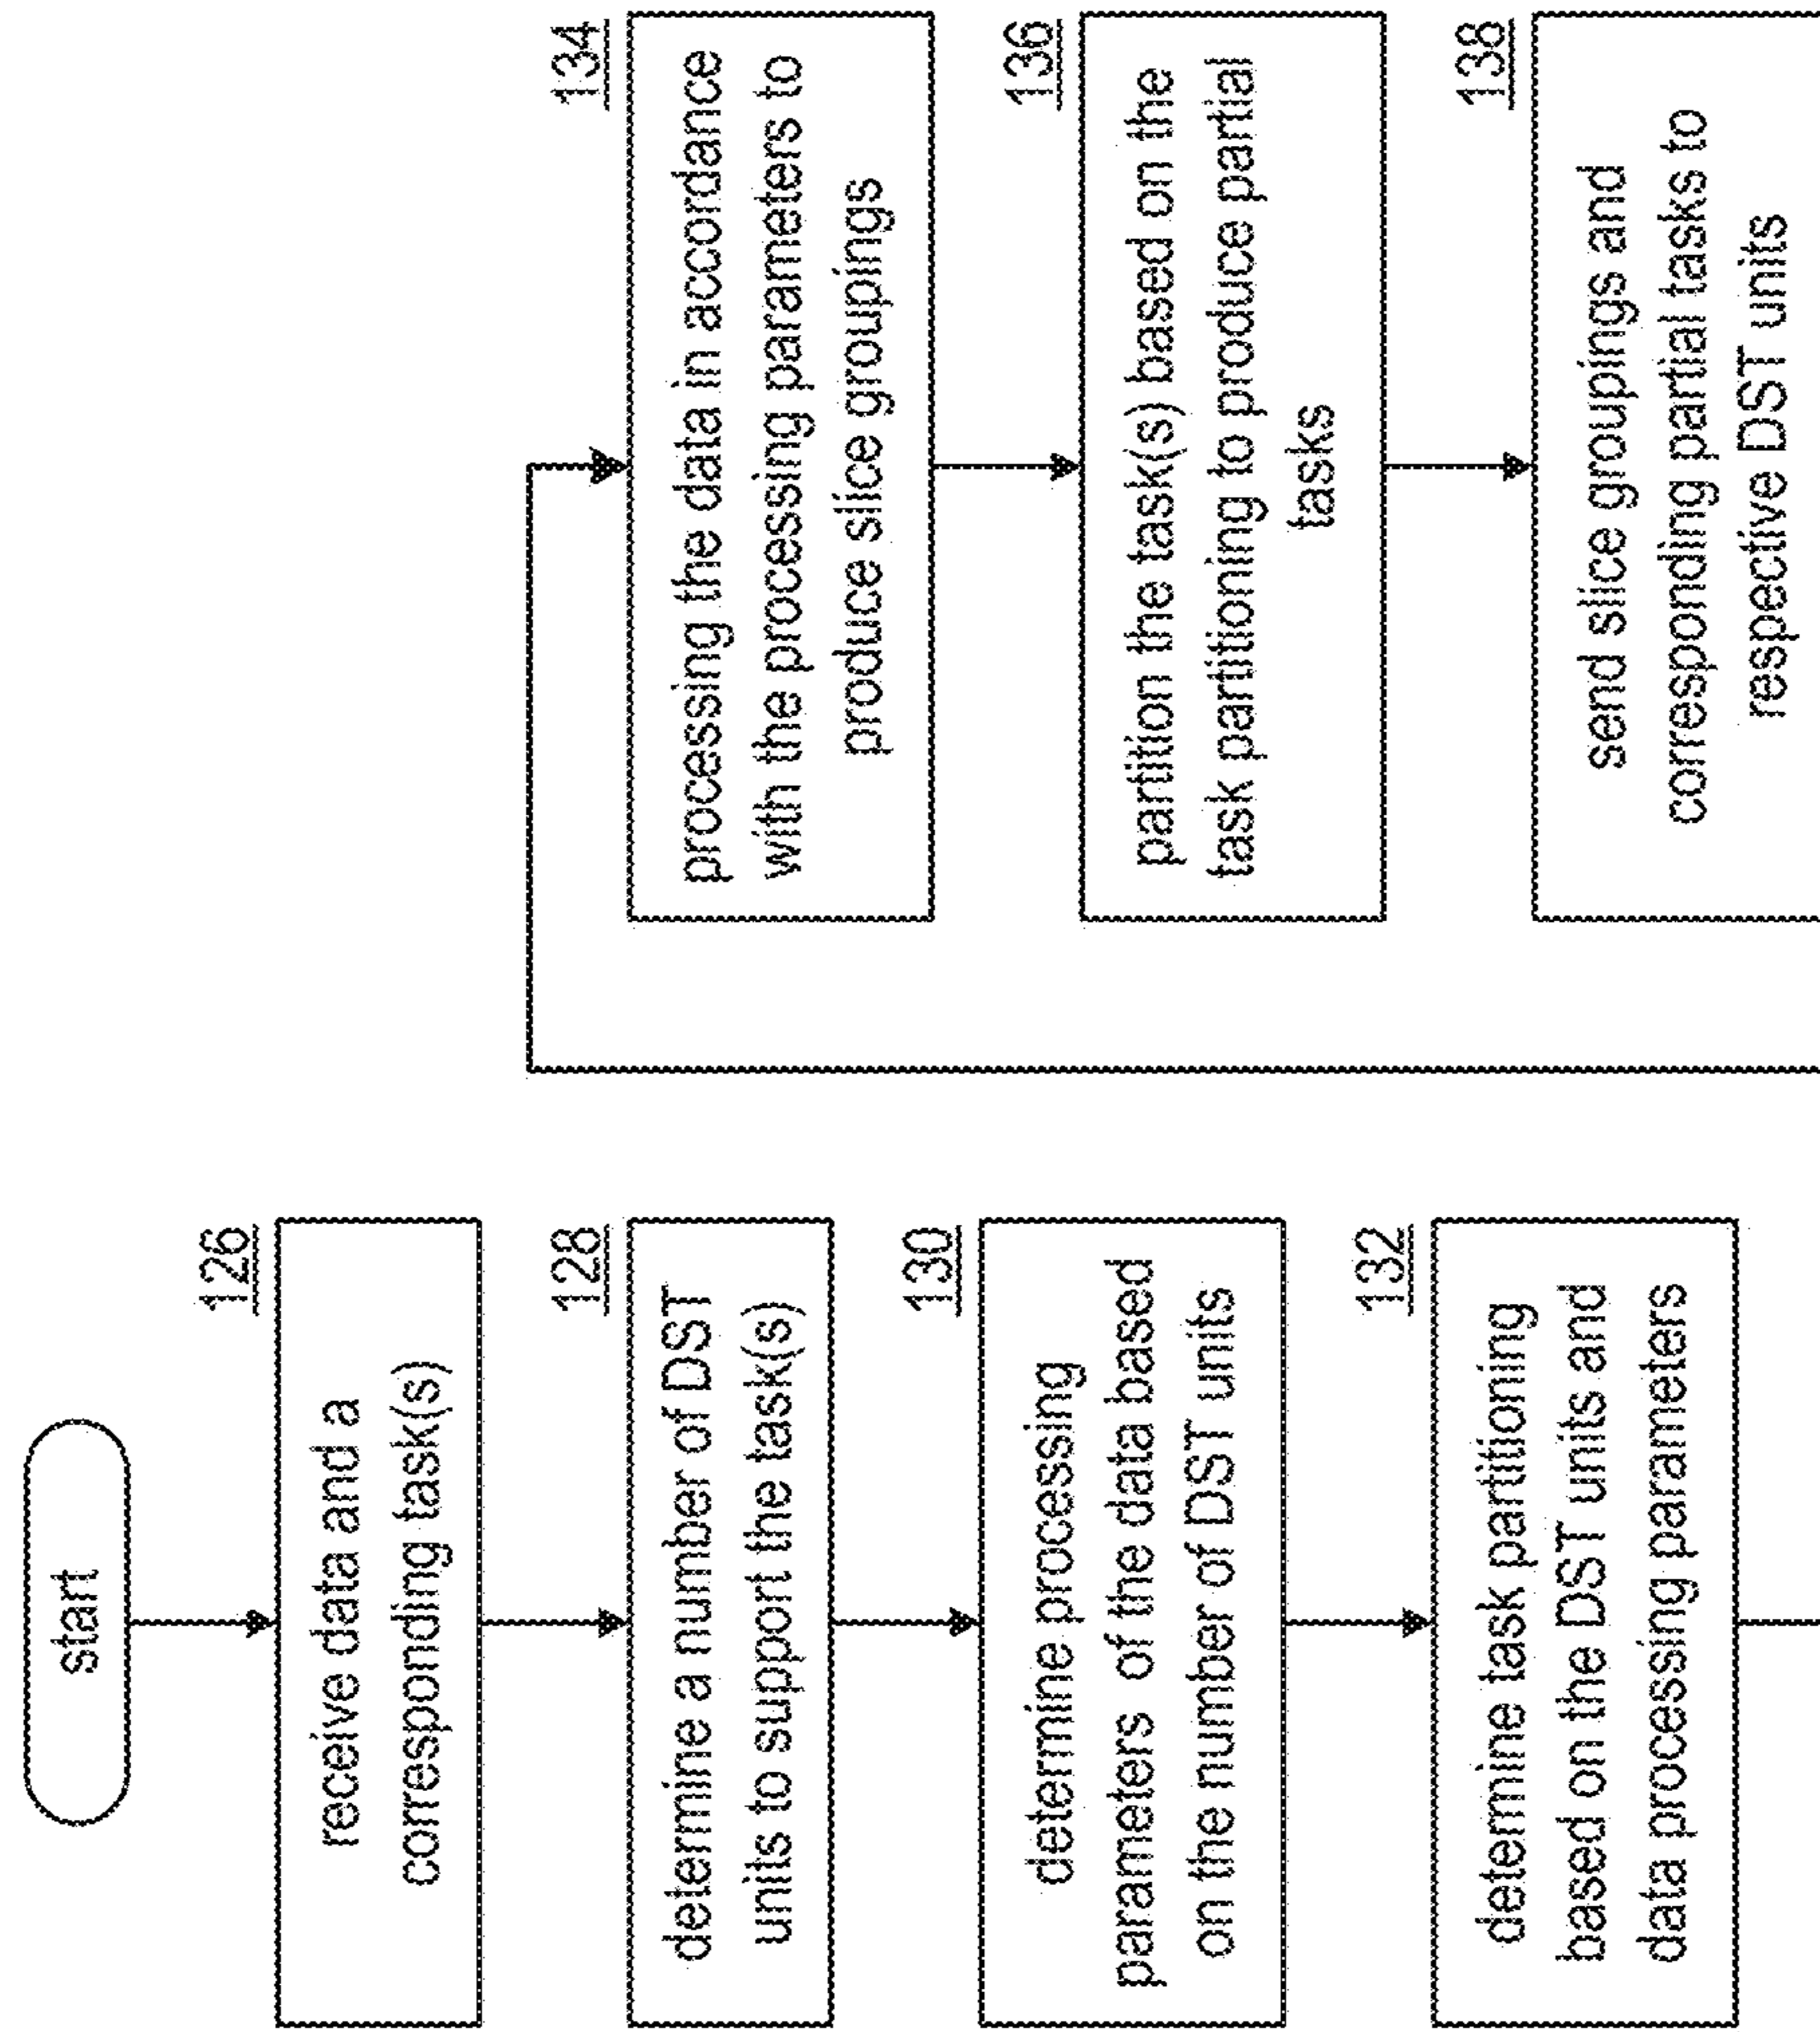 start
126
receive data and a
corresponding task(s)
128
determine a number of DST
units to support the task(s)
130
determine processing
parameters of the data based
on the number of DST units
132
determine task partitioning
based on the DST units and
data processing parameters
134
processing the data in accordance
with the processing parameters to
produce slice groupings
136
partition the task(s) based on the
task partitioning to produce partial
tasks
138
send slice groupings and
corresponding partial tasks to
respective DST units